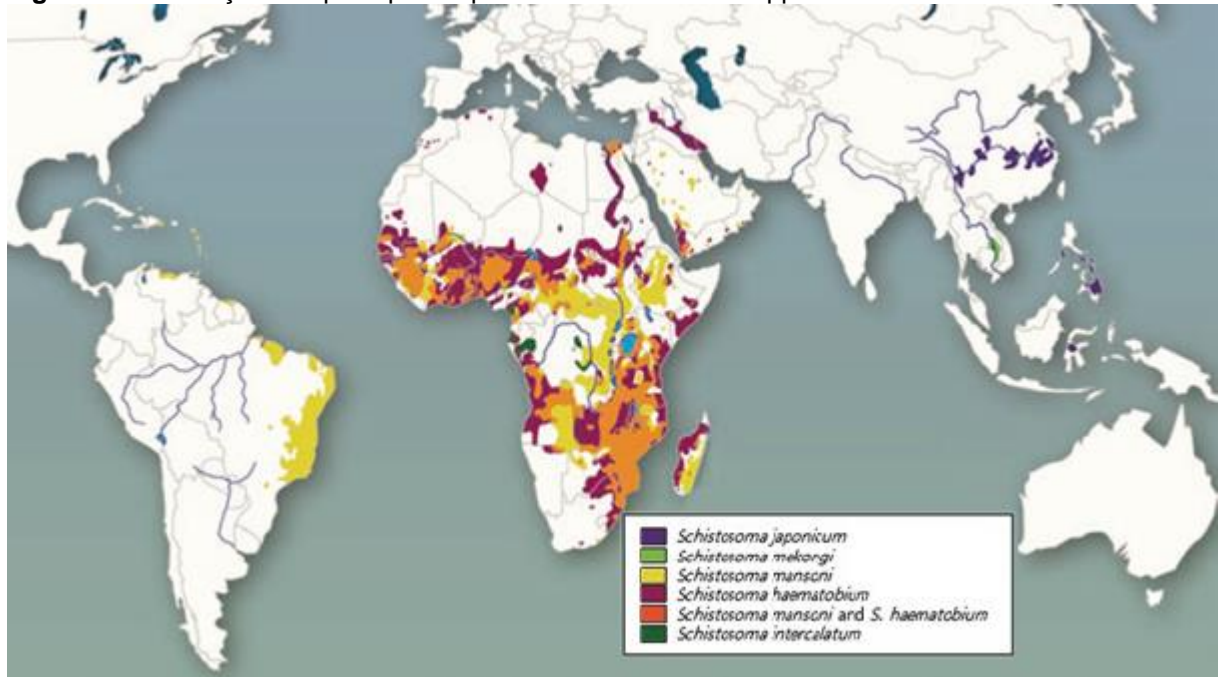 Schistosoma japonicum
Schistosoma mekongi
Schistosoma mansoni
Schistosoma haematobium
Schistosoma mansoni and S. haematobium
Schistosoma intercalatum